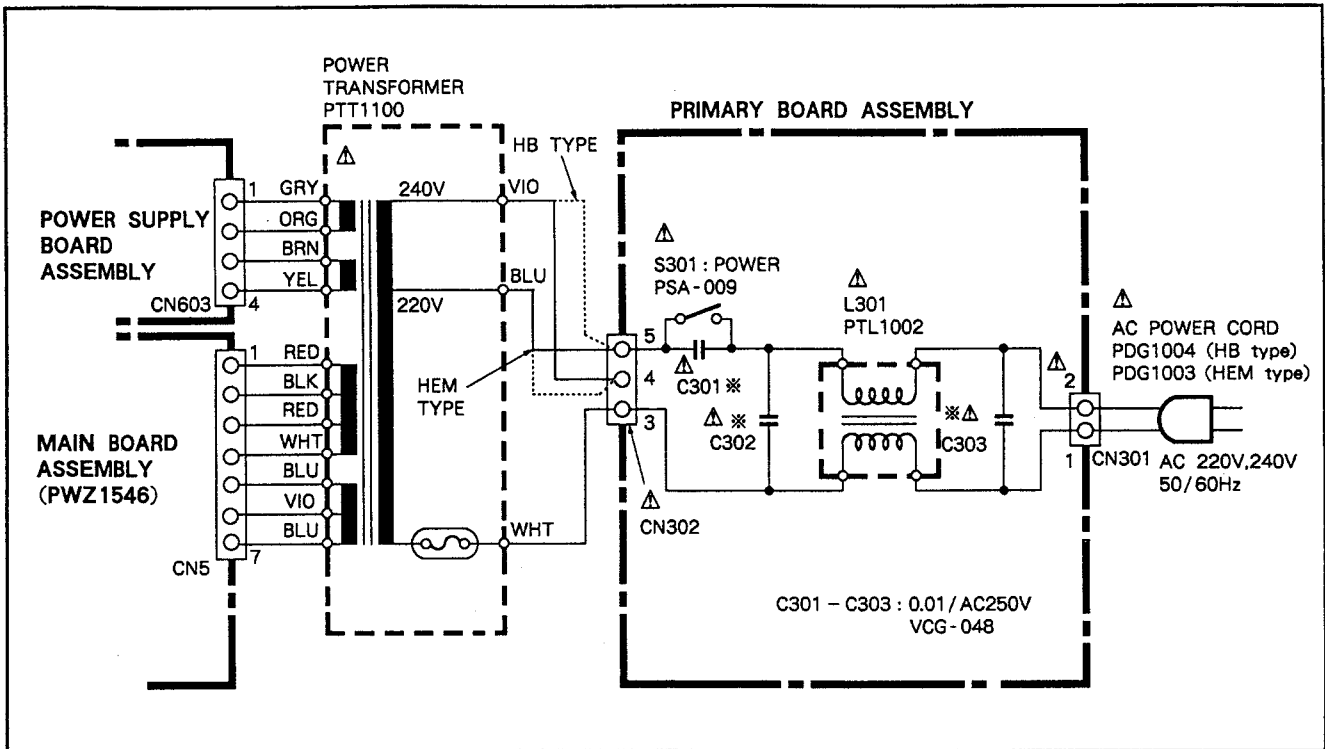 POWER
TRANSFORMER
PTT1100
PRIMARY BOARD ASSEMBLY
HB TYPE
⚠
POWER SUPPLY
BOARD
ASSEMBLY
CN603
1
4
GRY
ORG
BRN
YEL
240V
220V
VIO
BLU
HEM
TYPE
MAIN BOARD
ASSEMBLY
(PWZ1546)
CN5
1
7
RED
BLK
RED
WHT
BLU
VIO
BLU
WHT
5
4
3
⚠
CN302
⚠
S301 : POWER
PSA-009
⚠
C301※
⚠ ※
C302
⚠
L301
PTL1002
※⚠
C303
⚠
2
1
CN301
⚠
AC POWER CORD
PDG1004 (HB type)
PDG1003 (HEM type)
AC 220V,240V
50/60Hz
C301 – C303 : 0.01/AC250V
VCG-048